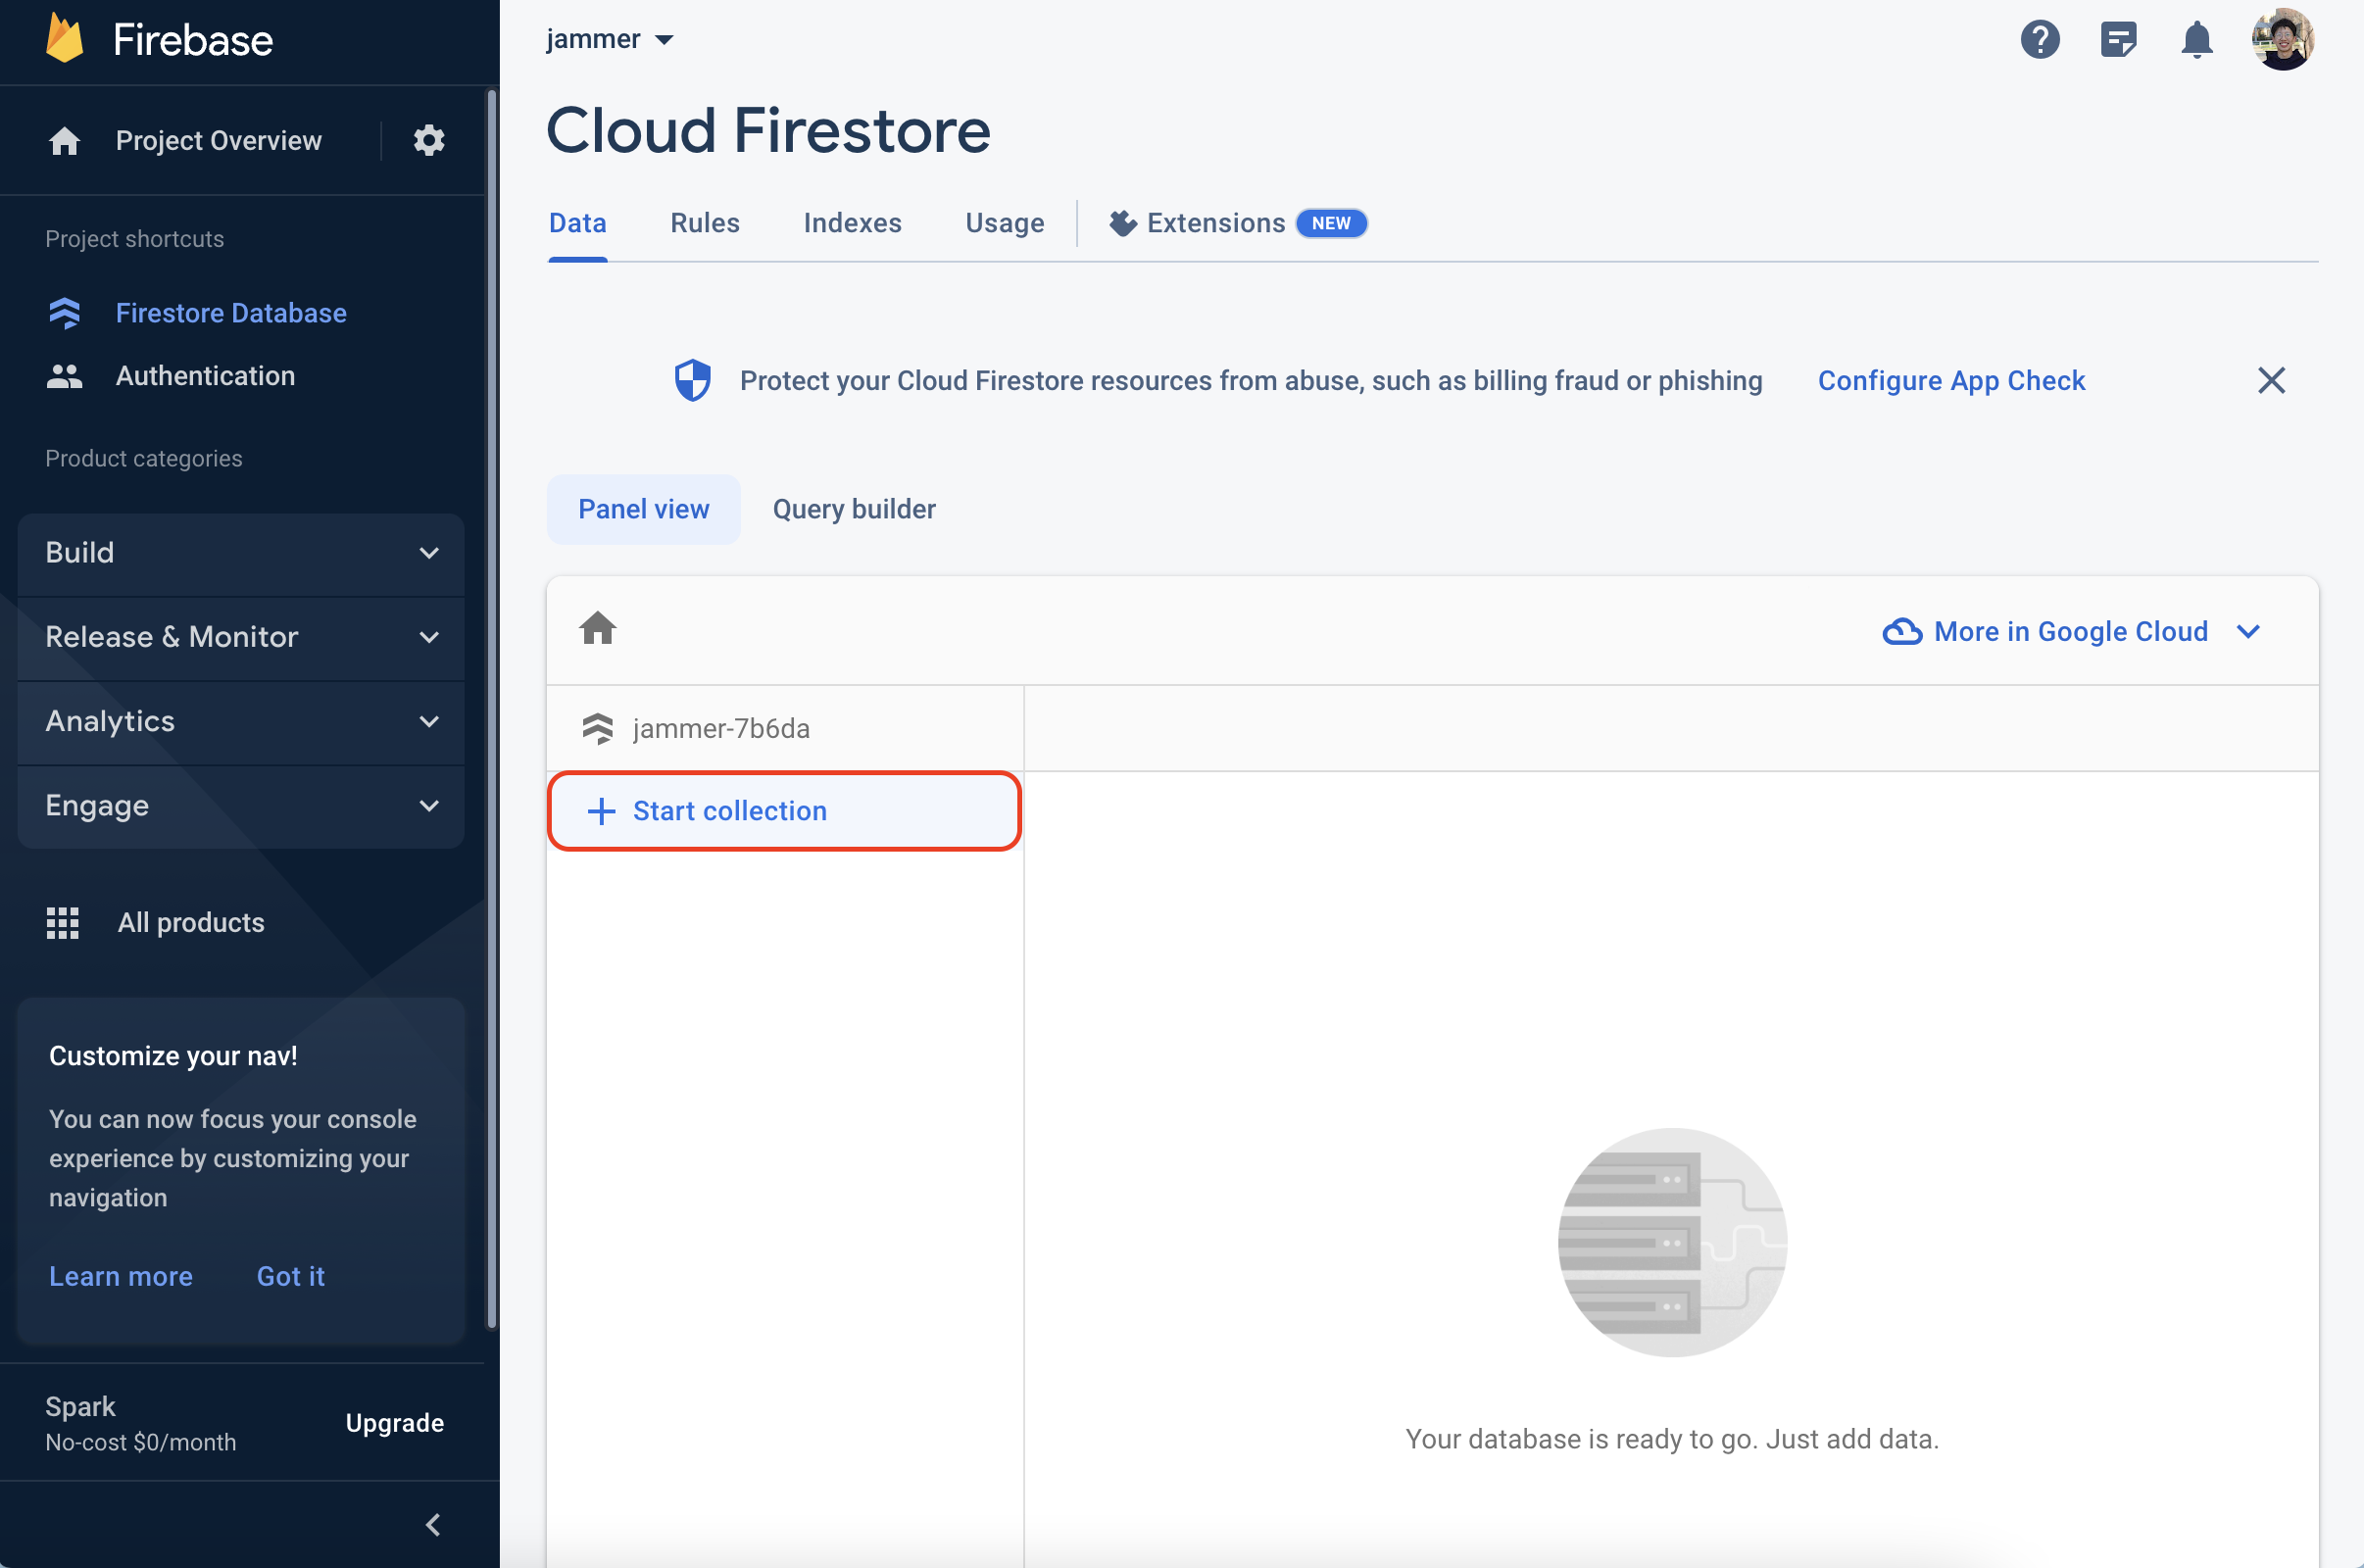 Firebase
Project Overview
Project shortcuts
Firestore Database
Authentication
Product categories
Build
Release & Monitor
Analytics
Engage
All products
Customize your nav!
You can now focus your console
experience by customizing your
navigation
Learn more Got it
Spark
No-cost $0/month
Upgrade
jammer
Cloud Firestore
Data Rules Indexes Usage Extensions NEW
Protect your Cloud Firestore resources from abuse, such as billing fraud or phishing Configure App Check
Panel view Query builder
More in Google Cloud
jammer-7b6da
+ Start collection
Your database is ready to go. Just add data.